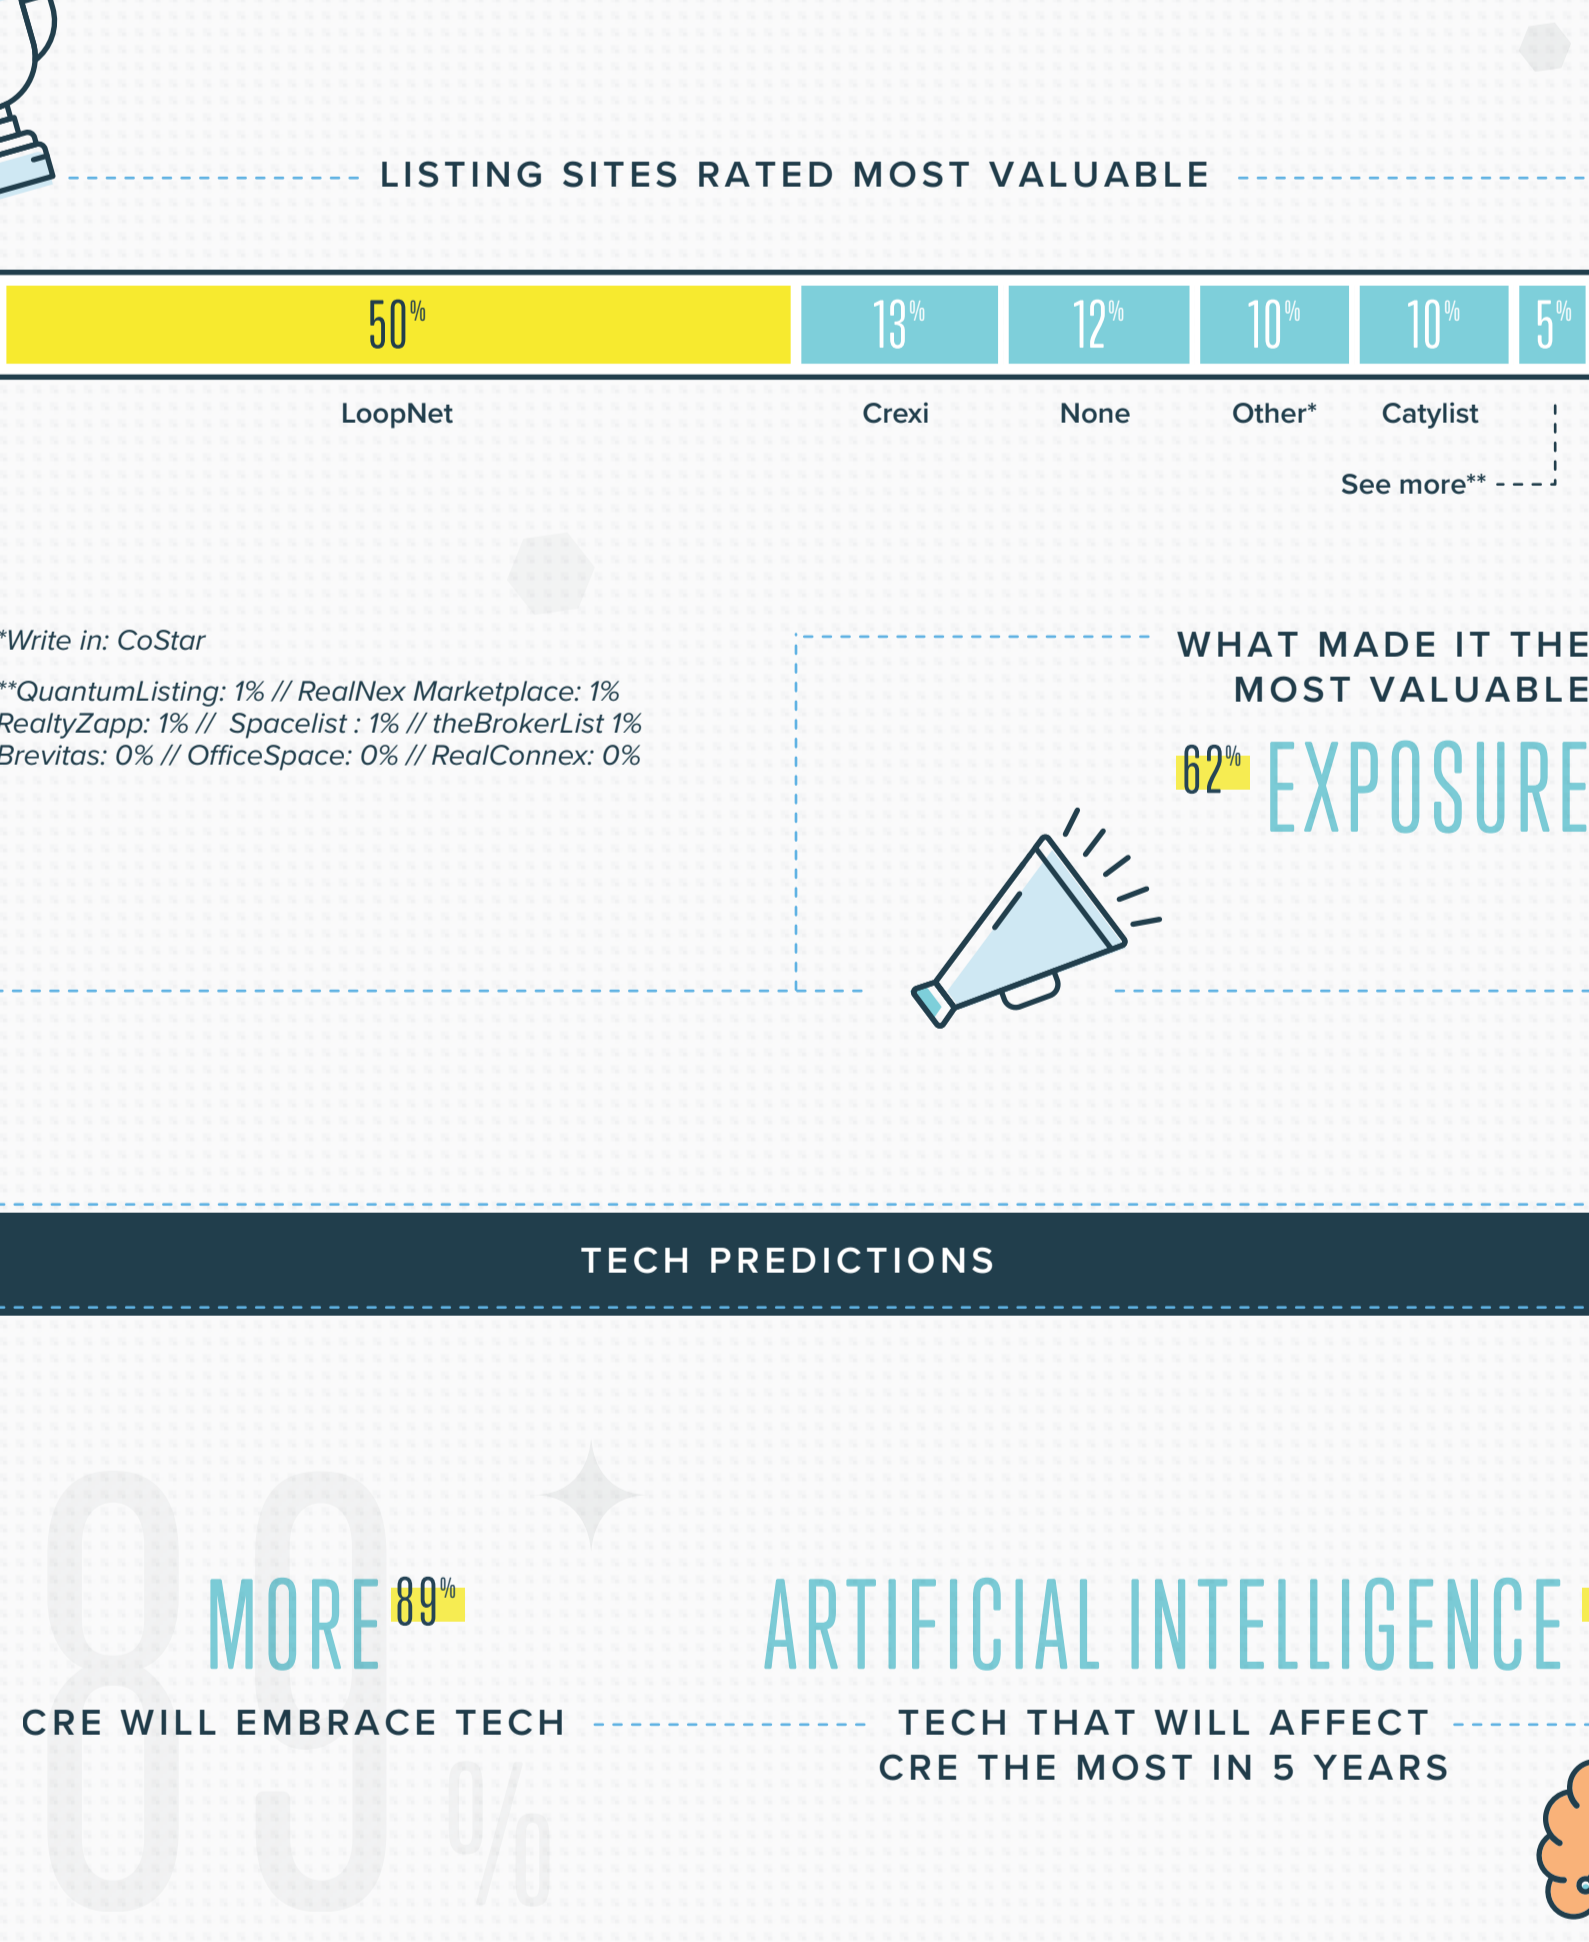 LISTING SITES RATED MOST VALUABLE
50% 13% 12% 10% 10% 5%
LoopNet Crexi None Other* Catylist
See more**
*Write in: CoStar
**QuantumListing: 1% // RealNex Marketplace: 1%
RealtyZapp: 1% // Spacelist : 1% // theBrokerList 1%
Brevitas: 0% // OfficeSpace: 0% // RealConnex: 0%
WHAT MADE IT THE
MOST VALUABLE
62% EXPOSURE
TECH PREDICTIONS
89%
MORE 89%
CRE WILL EMBRACE TECH
ARTIFICIAL INTELLIGENCE
TECH THAT WILL AFFECT
CRE THE MOST IN 5 YEARS